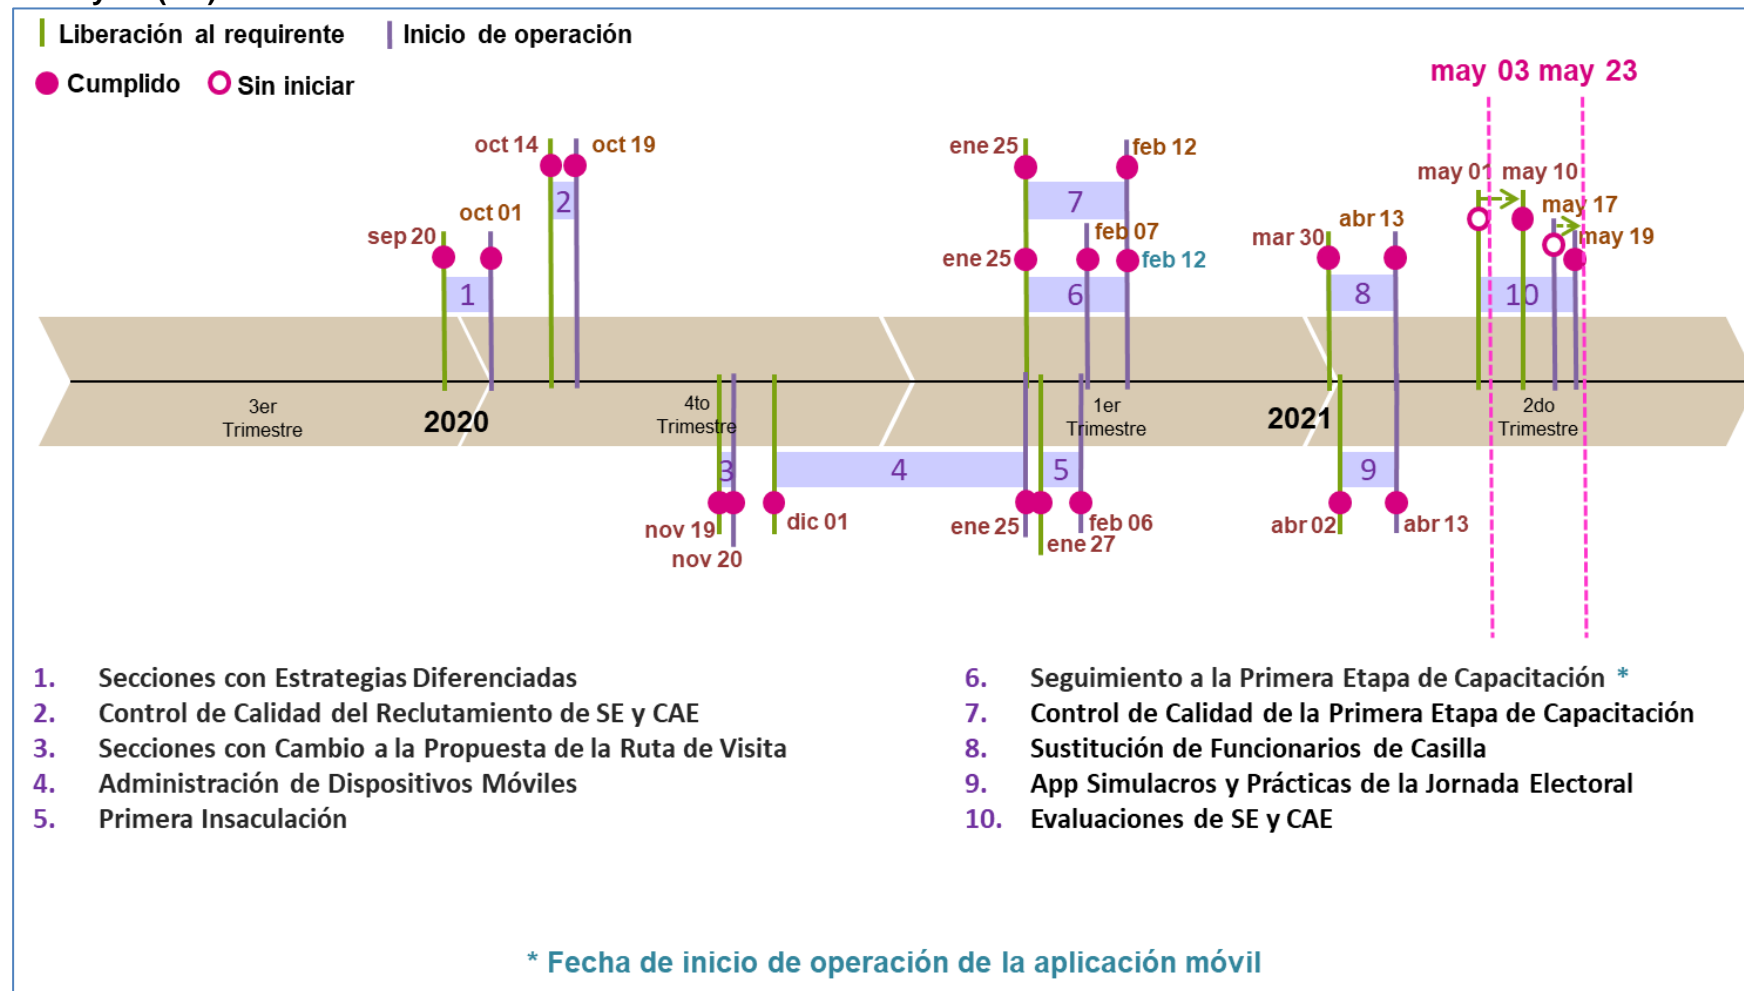 Liberación al requirente
Inicio de operación
Cumplido
Sin iniciar
may 03 may 23
oct 14
oct 19
ene 25
feb 12
may 01
may 10
2
7
oct 01
may 17
sep 20
feb 07
abr 13
ene 25
feb 12
mar 30
may 19
1
6
8
10
3er
Trimestre
2020
4to
Trimestre
1er
Trimestre
2021
2do
Trimestre
3
4
5
9
nov 19
dic 01
ene 25
feb 06
abr 02
abr 13
nov 20
ene 27
1. Secciones con Estrategias Diferenciadas
2. Control de Calidad del Reclutamiento de SE y CAE
3. Secciones con Cambio a la Propuesta de la Ruta de Visita
4. Administración de Dispositivos Móviles
5. Primera Insaculación
6. Seguimiento a la Primera Etapa de Capacitación *
7. Control de Calidad de la Primera Etapa de Capacitación
8. Sustitución de Funcionarios de Casilla
9. App Simulacros y Prácticas de la Jornada Electoral
10. Evaluaciones de SE y CAE
* Fecha de inicio de operación de la aplicación móvil